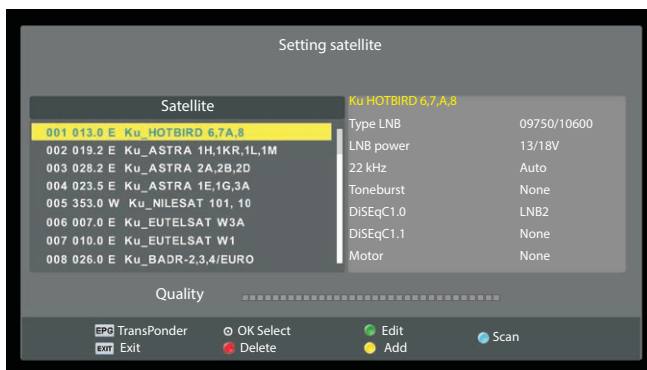 Setting satellite
Satellite
001 013.0 E Ku_HOTBIRD 6,7A,8
002 019.2 E Ku_ASTRA 1H,1KR,1L,1M
003 028.2 E Ku_ASTRA 2A,2B,2D
004 023.5 E Ku_ASTRA 1E,1G,3A
005 353.0 W Ku_NILESAT 101, 10
006 007.0 E Ku_EUTELSAT W3A
007 010.0 E Ku_EUTELSAT W1
008 026.0 E Ku_BADR-2,3,4/EURO
Ku HOTBIRD 6,7,A,8
Type LNB 09750/10600
LNB power 13/18V
22 kHz Auto
Toneburst None
DiSEqC1.0 LNB2
DiSEqC1.1 None
Motor None
Quality
EPG TransPonder OK Select Edit Scan
EXIT Exit Delete Add